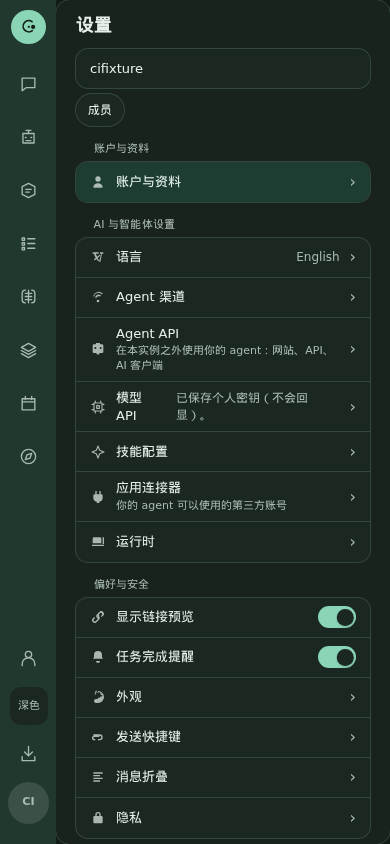 设置
cifixture
成员
账户与资料
账户与资料
AI 与智能体设置
语言
English
Agent 渠道
Agent API
在本实例之外使用你的 agent：网站、API、
AI 客户端
模型
API
已保存个人密钥（不会回
显）。
技能配置
应用连接器
你的 agent 可以使用的第三方账号
运行时
偏好与安全
显示链接预览
任务完成提醒
外观
发送快捷键
消息折叠
隐私
深色
CI